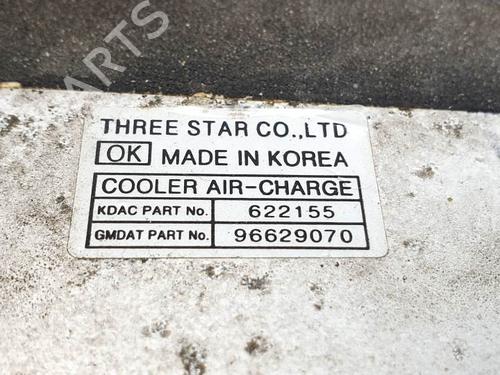 THREE STAR CO.,LTD
OK MADE IN KOREA
COOLER AIR-CHARGE
KDAC PART No. 622155
GMDAT PART No. 96629070
B-PARTS